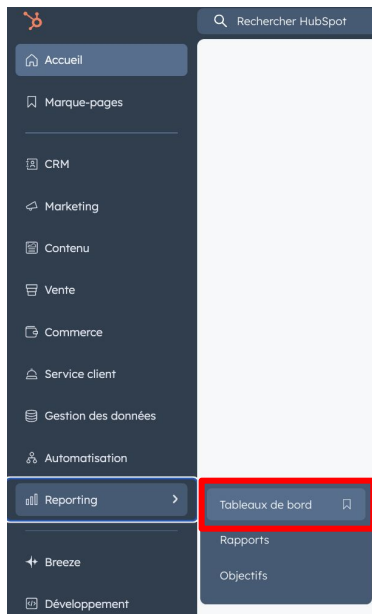 Rechercher HubSpot
Accueil
Marque-pages
CRM
Marketing
Contenu
Vente
Commerce
Service client
Gestion des données
Automatisation
Reporting
Tableaux de bord
Rapports
Breeze
Objectifs
Développement